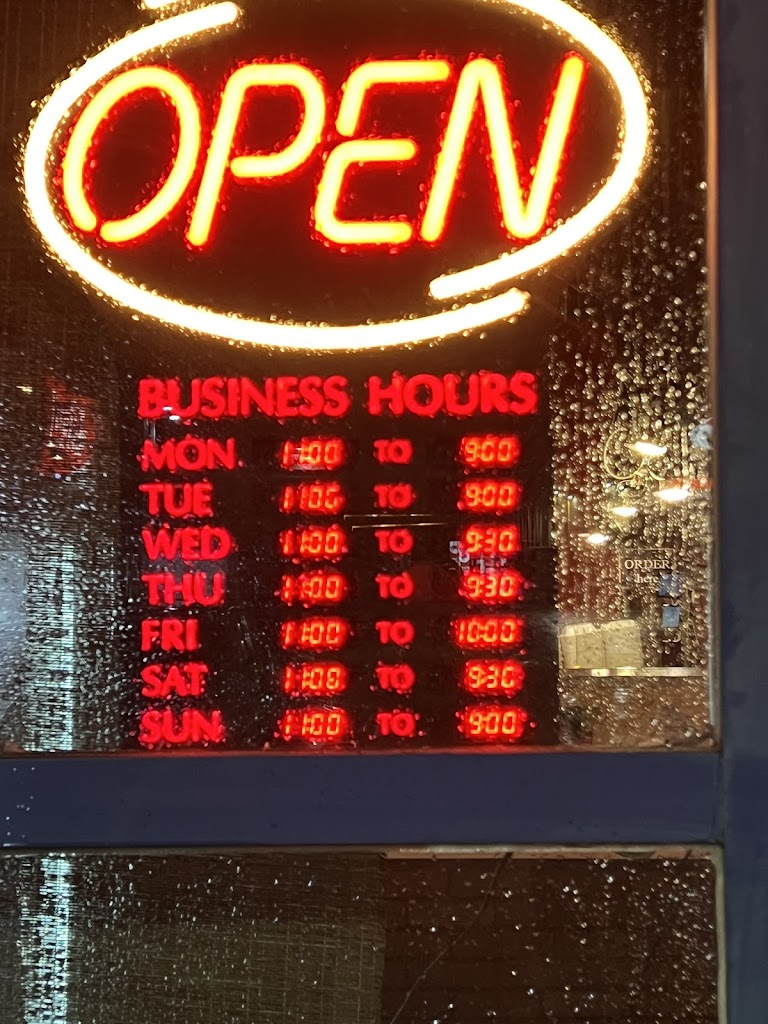 OPEN
BUSINESS HOURS
MON 11:00 TO 9:00
TUE 11:00 TO 9:00
WED 11:00 TO 9:30
THU 11:00 TO 9:30
FRI 11:00 TO 10:00
SAT 11:00 TO 9:30
SUN 11:00 TO 9:00
ORDER
here